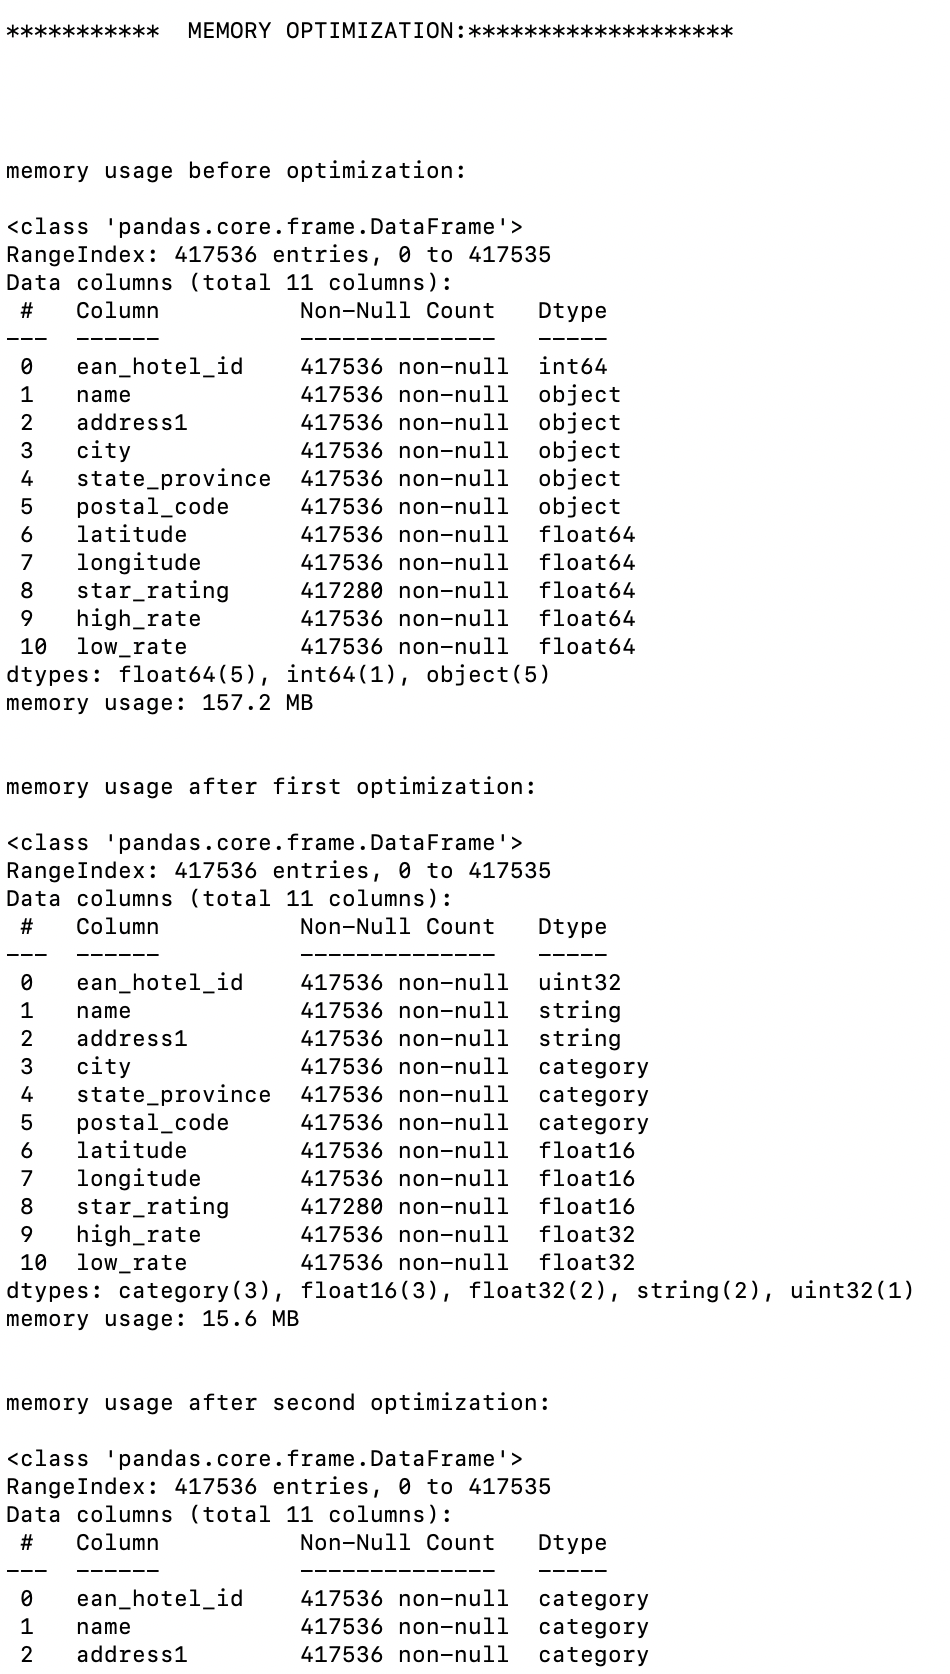 ***********  MEMORY OPTIMIZATION:*******************
memory usage before optimization:
<class 'pandas.core.frame.DataFrame'>
RangeIndex: 417536 entries, 0 to 417535
Data columns (total 11 columns):
 #   Column          Non-Null Count   Dtype
---  ------          --------------   -----
 0   ean_hotel_id    417536 non-null  int64
 1   name            417536 non-null  object
 2   address1        417536 non-null  object
 3   city            417536 non-null  object
 4   state_province  417536 non-null  object
 5   postal_code     417536 non-null  object
 6   latitude        417536 non-null  float64
 7   longitude       417536 non-null  float64
 8   star_rating     417280 non-null  float64
 9   high_rate       417536 non-null  float64
 10  low_rate        417536 non-null  float64
dtypes: float64(5), int64(1), object(5)
memory usage: 157.2 MB
memory usage after first optimization:
<class 'pandas.core.frame.DataFrame'>
RangeIndex: 417536 entries, 0 to 417535
Data columns (total 11 columns):
 #   Column          Non-Null Count   Dtype
---  ------          --------------   -----
 0   ean_hotel_id    417536 non-null  uint32
 1   name            417536 non-null  string
 2   address1        417536 non-null  string
 3   city            417536 non-null  category
 4   state_province  417536 non-null  category
 5   postal_code     417536 non-null  category
 6   latitude        417536 non-null  float16
 7   longitude       417536 non-null  float16
 8   star_rating     417280 non-null  float16
 9   high_rate       417536 non-null  float32
 10  low_rate        417536 non-null  float32
dtypes: category(3), float16(3), float32(2), string(2), uint32(1)
memory usage: 15.6 MB
memory usage after second optimization:
<class 'pandas.core.frame.DataFrame'>
RangeIndex: 417536 entries, 0 to 417535
Data columns (total 11 columns):
 #   Column          Non-Null Count   Dtype
---  ------          --------------   -----
 0   ean_hotel_id    417536 non-null  category
 1   name            417536 non-null  category
 2   address1        417536 non-null  category